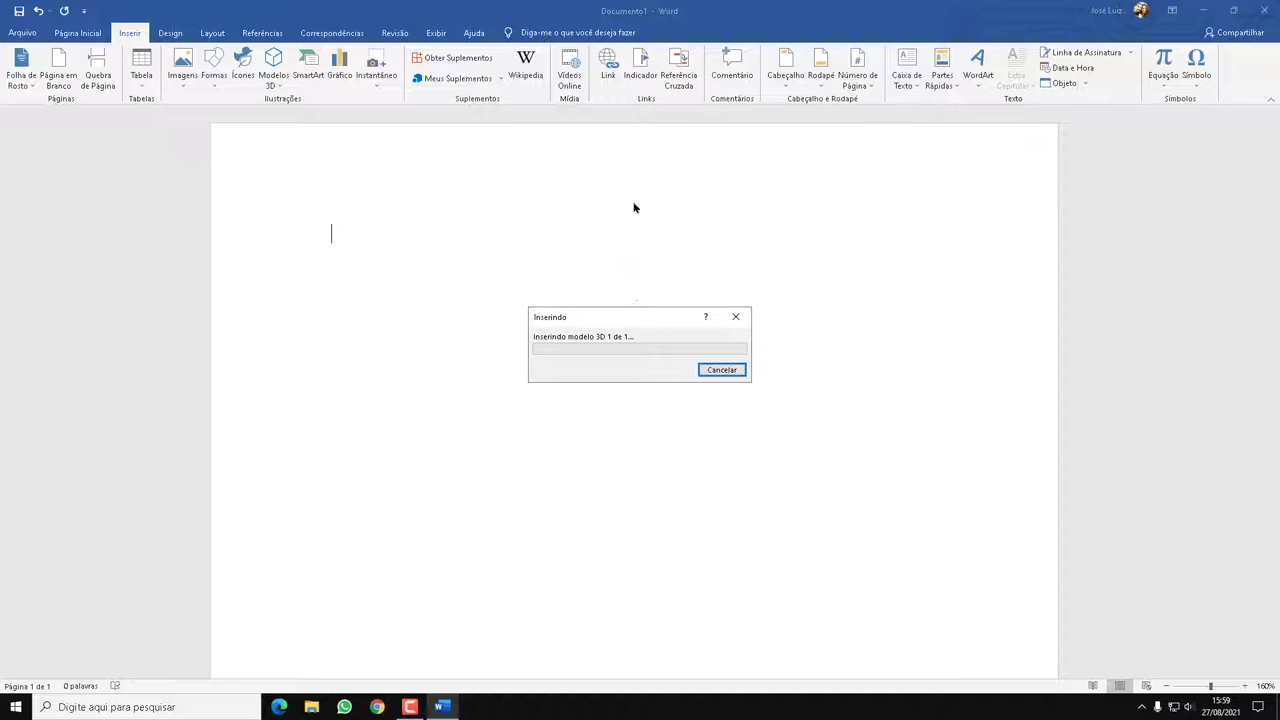 Documento1 - Word
José Luiz
Arquivo Página Inicial Inserir Design Layout Referências Correspondências Revisão Exibir Ajuda Diga-me o que você deseja fazer Compartilhar
Folha de Rosto
Página em Branco
Quebra de Página
Páginas
Tabela
Tabelas
Imagens
Formas
Ícones
Modelos 3D
SmartArt
Gráfico
Instantâneo
Ilustrações
Obter Suplementos
Meus Suplementos
W
Wikipedia
Suplementos
Vídeos Online
Mídia
Link
Indicador
Referência Cruzada
Links
Comentário
Comentários
Cabeçalho
Rodapé
Número de Página
Cabeçalho e Rodapé
Caixa de Texto
Partes Rápidas
WordArt
Extra Capitular
Linha de Assinatura
Data e Hora
Objeto
Texto
π
Equação
Ω
Símbolo
Símbolos
Inserindo
Inserindo modelo 3D 1 de 1...
Cancelar
Página 1 de 1 0 palavras
160%
Digite aqui para pesquisar
15:59
27/08/2021